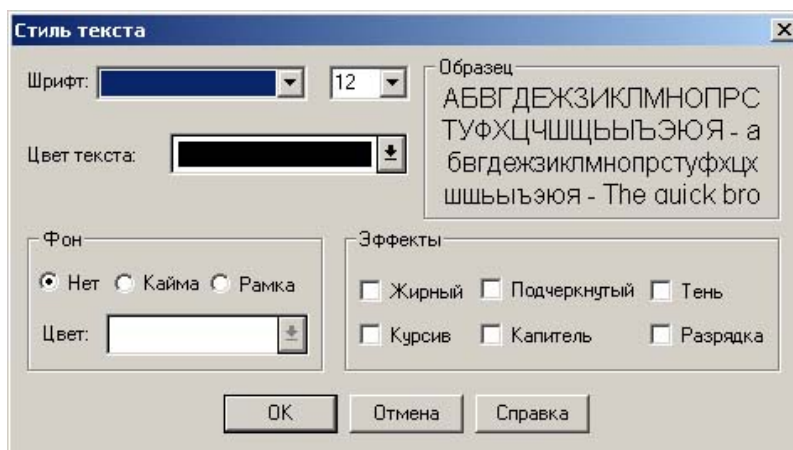 Стиль текста
Шрифт:
12
Цвет текста:
Образец
АБВГДЕЖЗИКЛМНОПРС
ТУФХЦЧШЩЬЫЪЭЮЯ - а
бвгдежзиклмнопрстуфхцх
шщьыъэюя - The quick bro
Фон
Нет Кайма Рамка
Цвет:
Эффекты
Жирный Подчеркнутый Тень
Курсив Капитель Разрядка
OK Отмена Справка